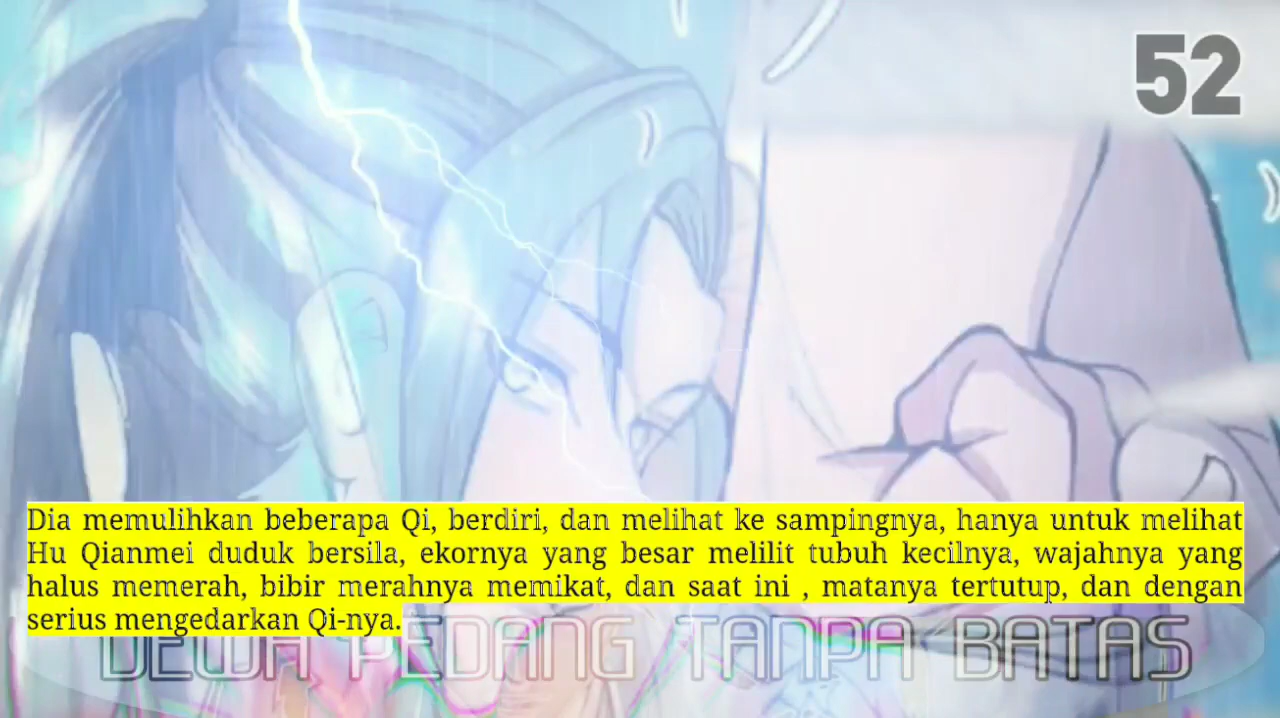 52
Dia memulihkan beberapa Qi, berdiri, dan melihat ke sampingnya, hanya untuk melihat
Hu Qianmei duduk bersila, ekornya yang besar melilit tubuh kecilnya, wajahnya yang
halus memerah, bibir merahnya memikat, dan saat ini , matanya tertutup, dan dengan
serius mengedarkan Qi-nya.
DEWA PEDANG TANPA BATAS